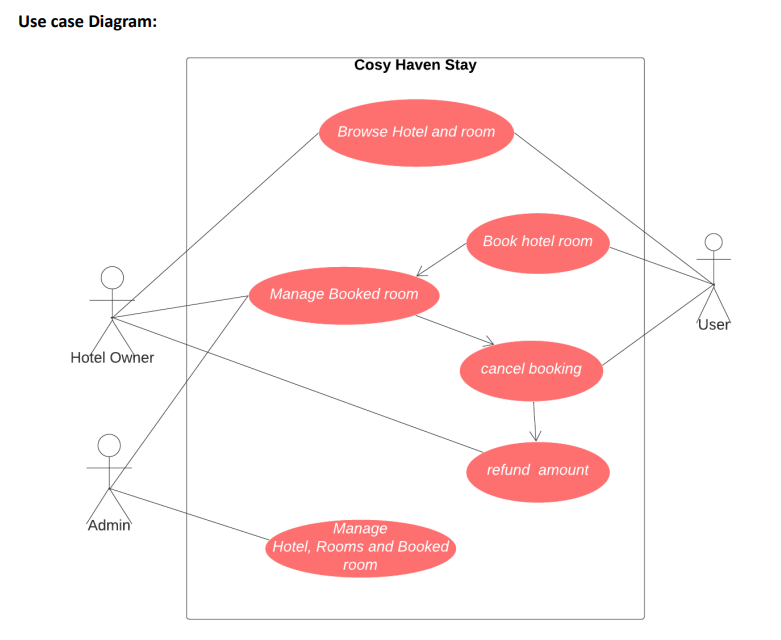 Use case Diagram:
Cosy Haven Stay
Browse Hotel and room
Book hotel room
Manage Booked room
User
Hotel Owner
cancel booking
refund amount
Admin
Manage
Hotel, Rooms and Booked
room